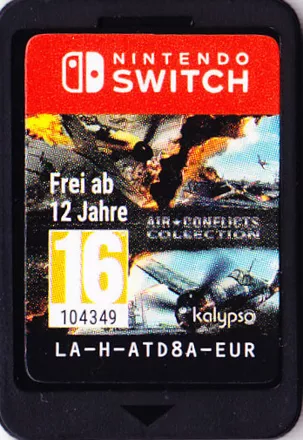 NINTENDO
SWITCH
Frei ab
12 Jahre
AIR CONFLICTS
COLLECTION
16
104349
kalypso
LA-H-ATD8A-EUR